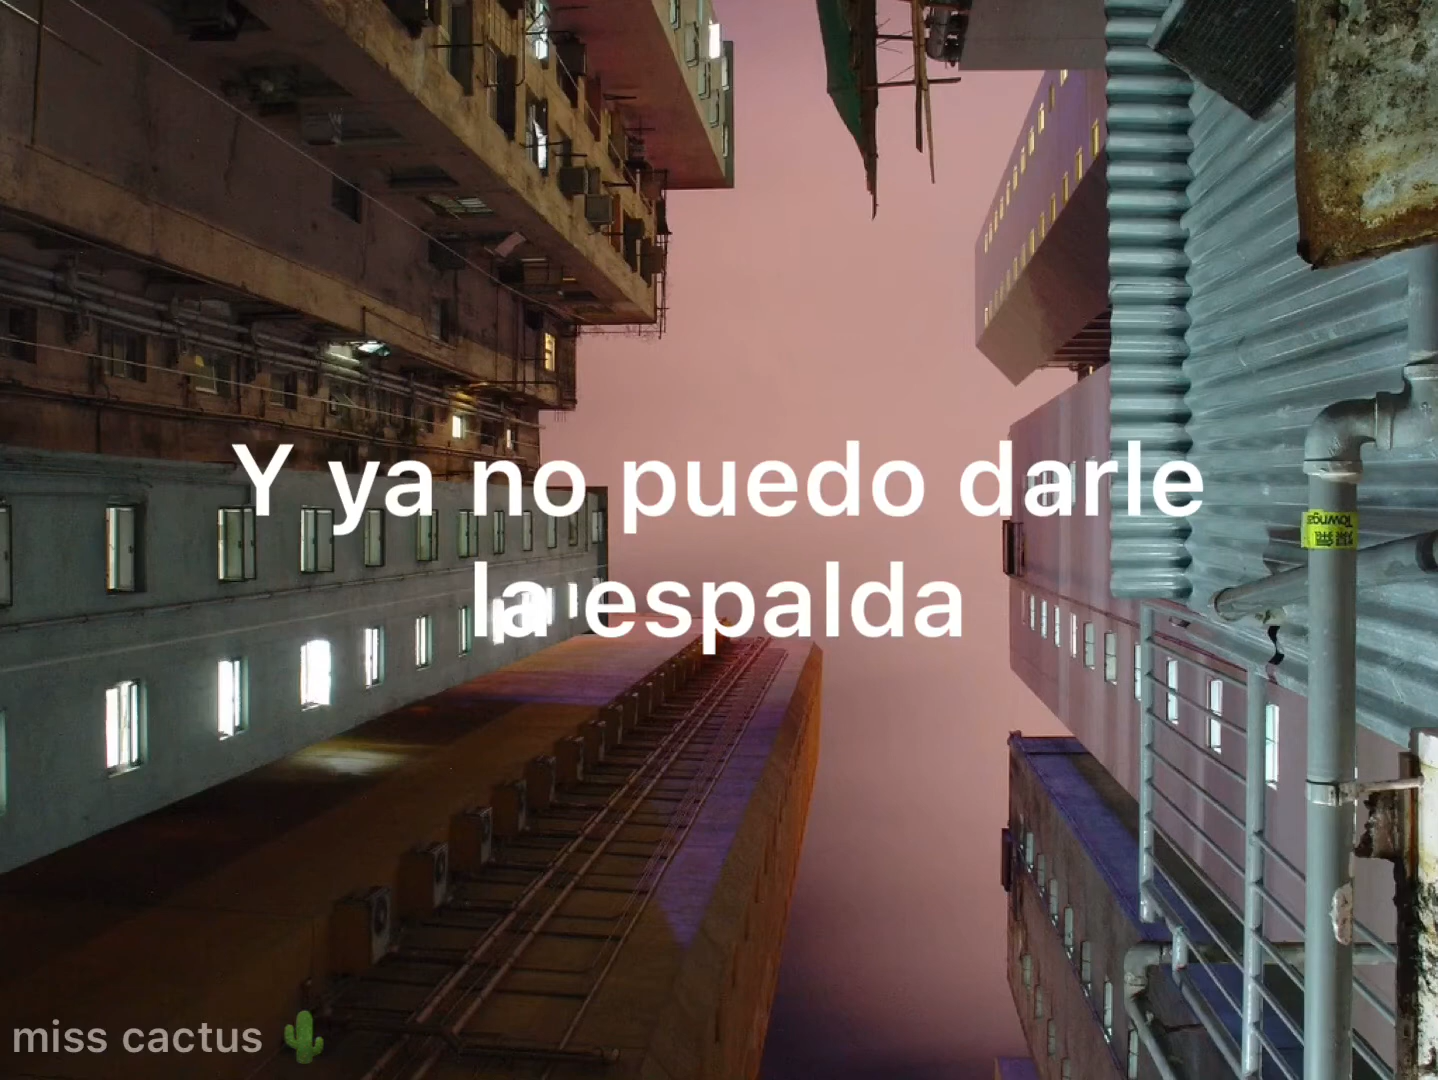 Y ya no puedo darle
la espalda
miss cactus 🌵